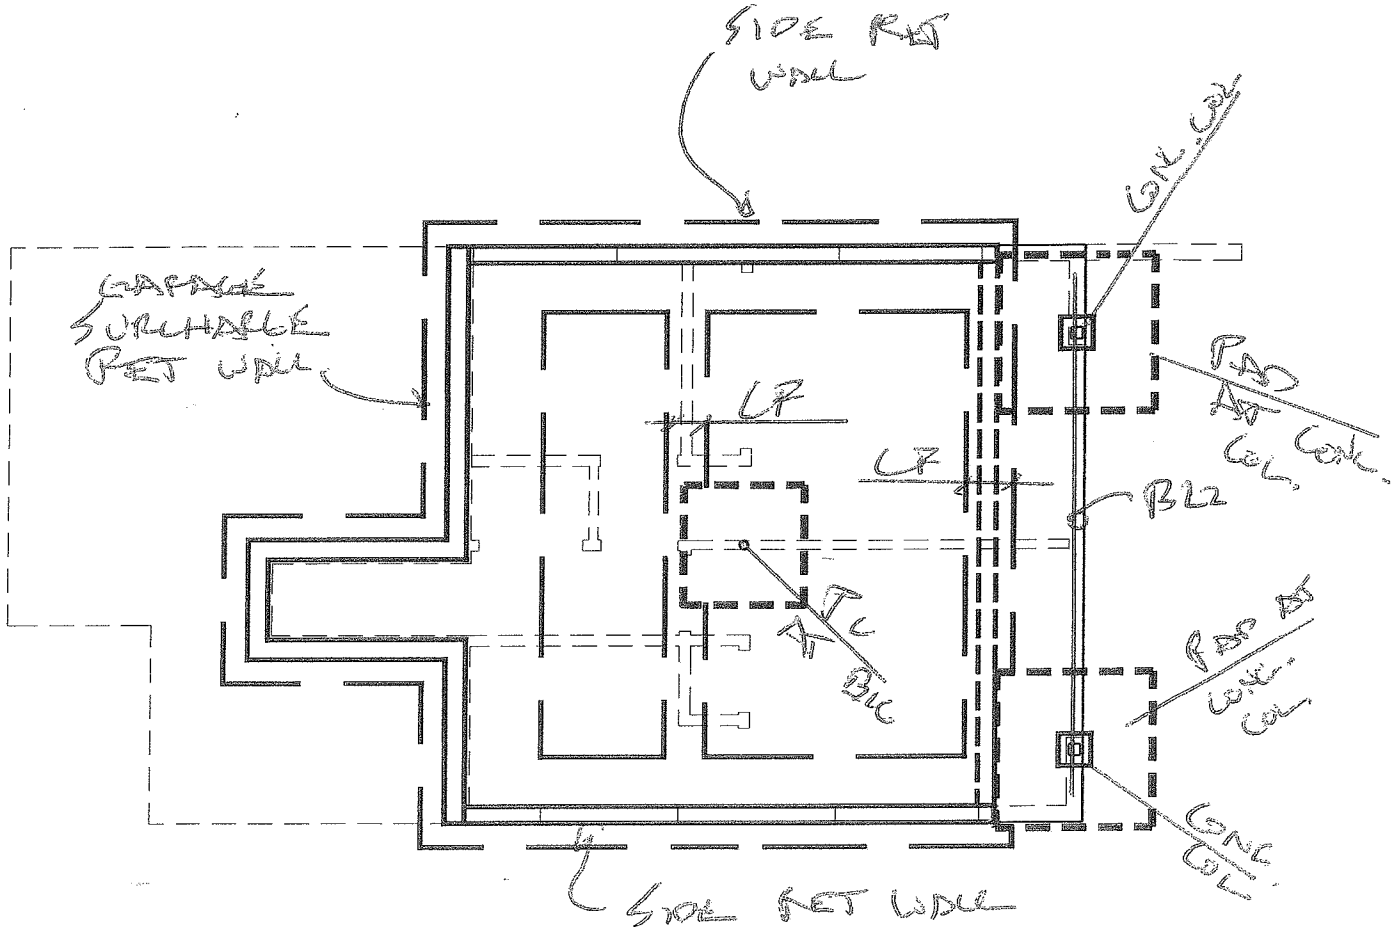 SIDE RET
WALL
CONC. COL
GARAGE
SURCHARGE
RET WALL
PAD
AT
CONC.
COL.
LF
LF
BLZ
PAD AT
CONC.
COL.
CONC
COL.
SIDE RET WALL